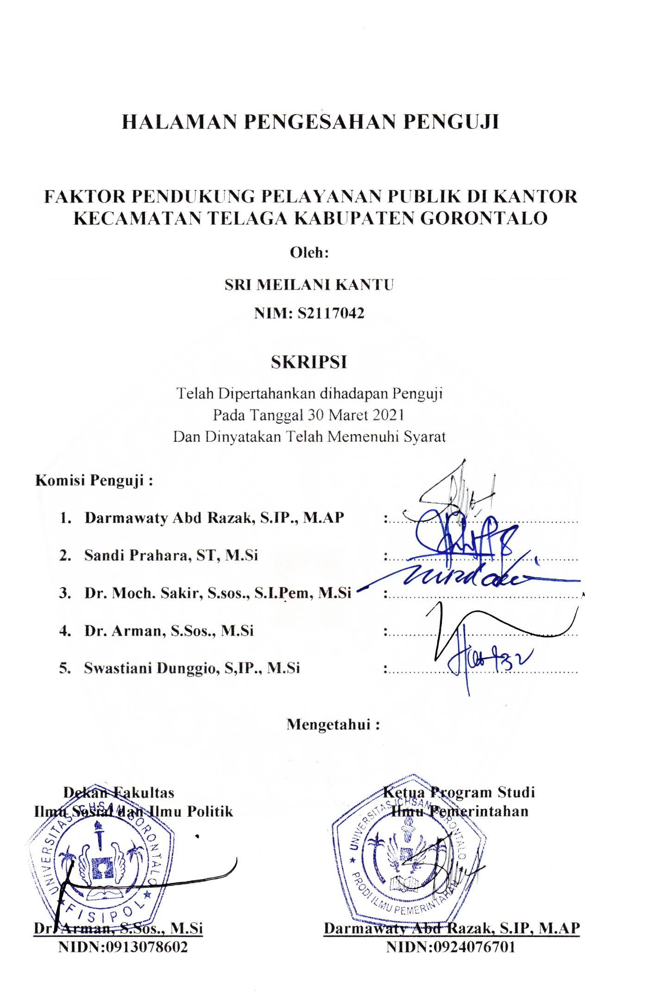 HALAMAN PENGESAHAN PENGUJI
FAKTOR PENDUKUNG PELAYANAN PUBLIK DI KANTOR
KECAMATAN TELAGA KABUPATEN GORONTALO
Oleh:
SRI MEILANI KANTU
NIM: S2117042
SKRIPSI
Telah Dipertahankan dihadapan Penguji
Pada Tanggal 30 Maret 2021
Dan Dinyatakan Telah Memenuhi Syarat
Komisi Penguji :
1. Darmawaty Abd Razak, S.IP., M.AP :
2. Sandi Prahara, ST, M.Si :
3. Dr. Moch. Sakir, S.sos., S.I.Pem, M.Si :
4. Dr. Arman, S.Sos., M.Si :
5. Swastiani Dunggio, S,IP., M.Si :
Mengetahui :
Dekan Fakultas
Ilmu Sosial dan Ilmu Politik
UNIVERSITAS ICHSAN GORONTALO
FISIPOL
Dr. Arman, S.Sos., M.Si
NIDN:0913078602
Ketua Program Studi
Ilmu Pemerintahan
UNIVERSITAS ICHSAN GORONTALO
PRODI ILMU PEMERINTAHAN
Darmawaty Abd Razak, S.IP, M.AP
NIDN:0924076701